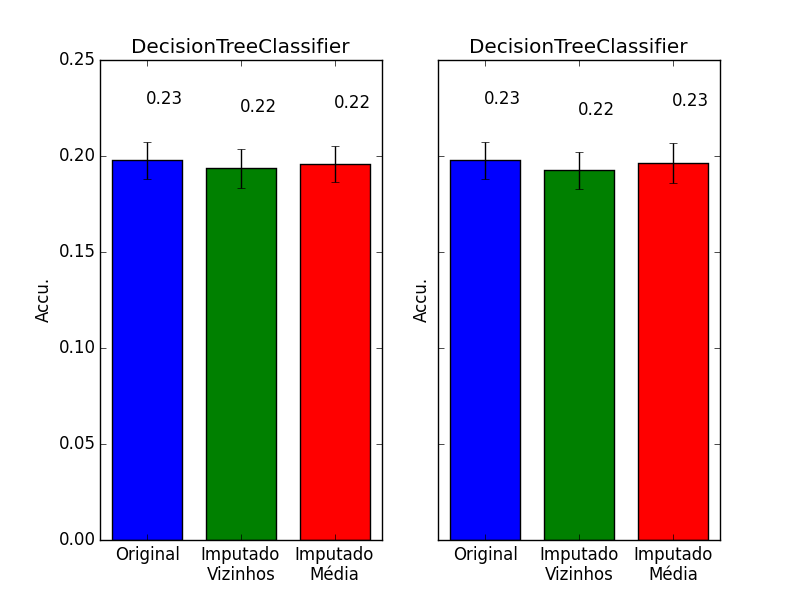 DecisionTreeClassifier
0.25
0.20
0.15
0.10
0.05
0.00
Accu.
0.23
0.22
0.22
Original
Imputado
Vizinhos
Imputado
Média
DecisionTreeClassifier
Accu.
0.23
0.22
0.23
Original
Imputado
Vizinhos
Imputado
Média